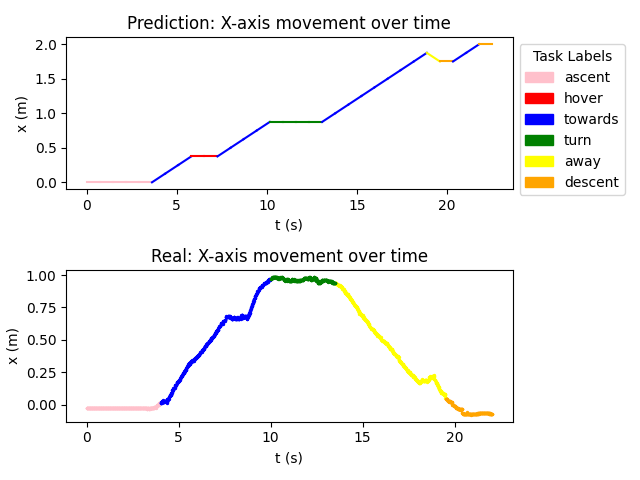 Prediction: X-axis movement over time
2.0
1.5
1.0
0.5
0.0
x (m)
0 5 10 15 20
t (s)
Task Labels
ascent
hover
towards
turn
away
descent
Real: X-axis movement over time
1.00
0.75
0.50
0.25
0.00
x (m)
0 5 10 15 20
t (s)